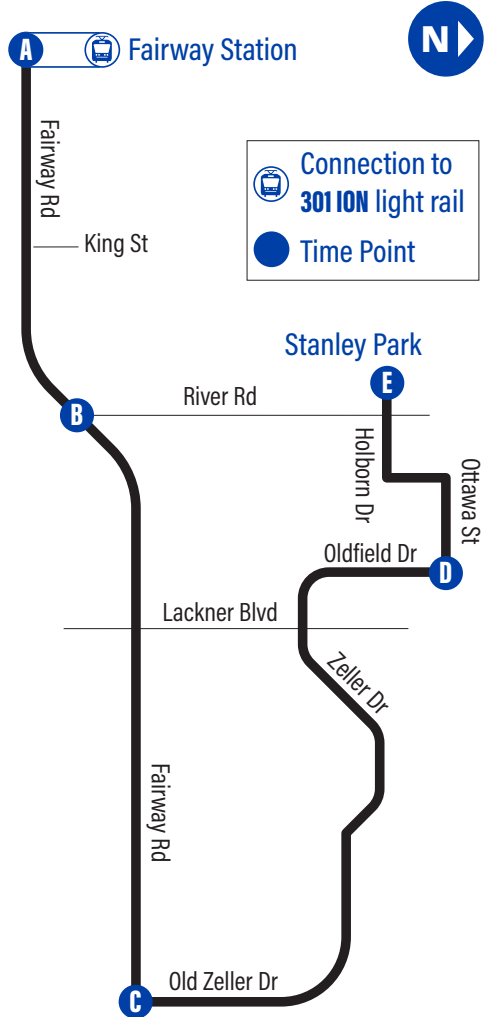 A
Fairway Station
N
Fairway Rd
Connection to
301 ION light rail
Time Point
King St
Stanley Park
E
River Rd
B
Holborn Dr
Ottawa St
Oldfield Dr
D
Lackner Blvd
Zeller Dr
Fairway Rd
Old Zeller Dr
C